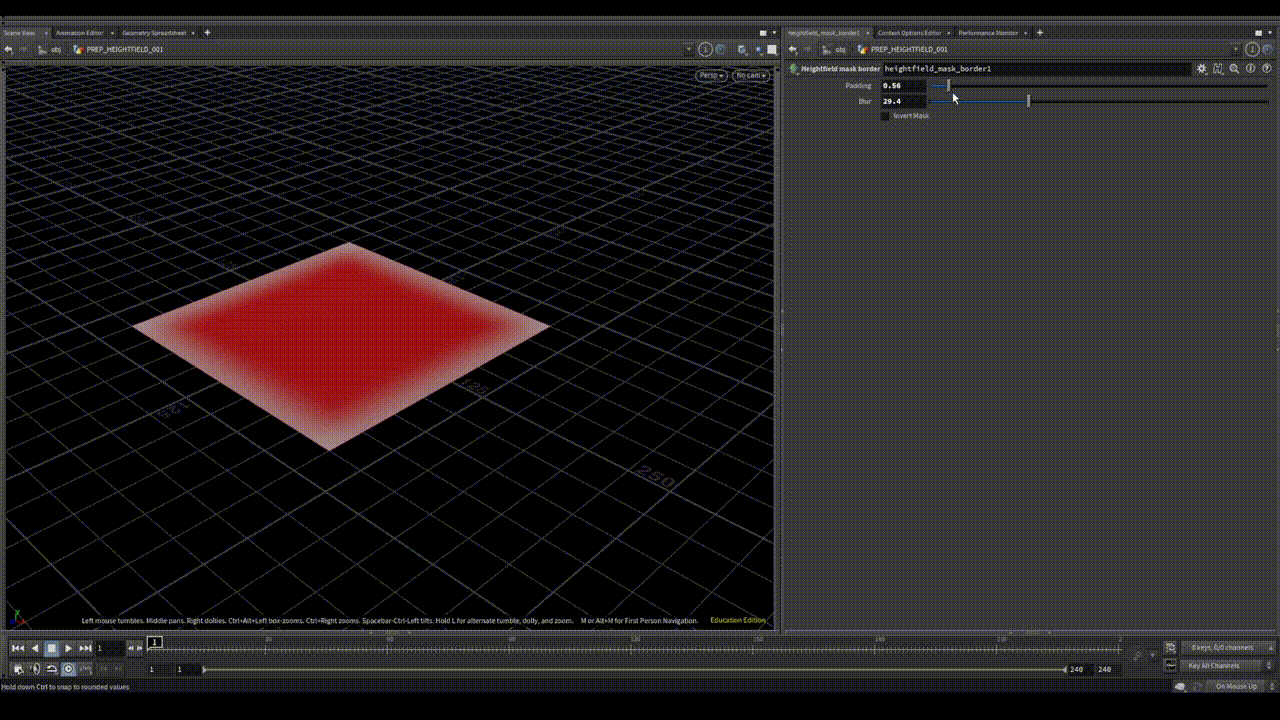 Scene View Animation Editor Geometry Spreadsheet
heightfield_mask_border1 Context Options Editor Performance Monitor
obj PREP_HEIGHTFIELD_001
obj PREP_HEIGHTFIELD_001
Heightfield mask border heightfield_mask_border1
Persp No cam
Padding 0.56
Blur 29.4
Invert Mask
125
250
Left mouse tumbles. Middle pans. Right dollies. Ctrl+Alt+Left box-zooms. Ctrl+Right zooms. Spacebar-Ctrl-Left tilts. Hold L for alternate tumble, dolly, and zoom. M or Alt+M for First Person Navigation. Education Edition
1 1
0 keys, 0/0 channels
1 1 240 240
Key All Channels
Hold down Ctrl to snap to rounded values
On Mouse Up